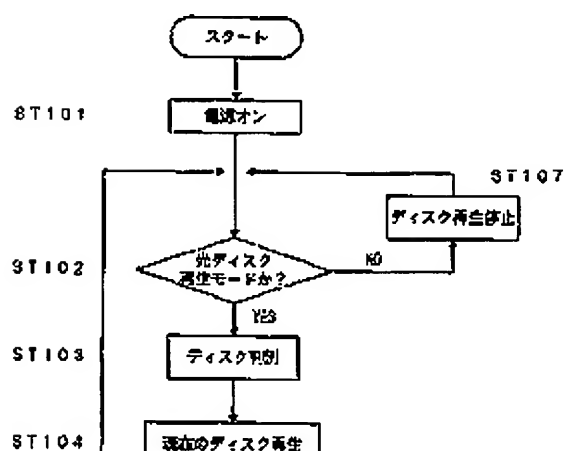 スタート
ST101
電源オン
ST107
ディスク再生停止
ST102
光ディスク
再生モードか?
NO
YES
ST103
ディスク判別
ST104
現在のディスク再生